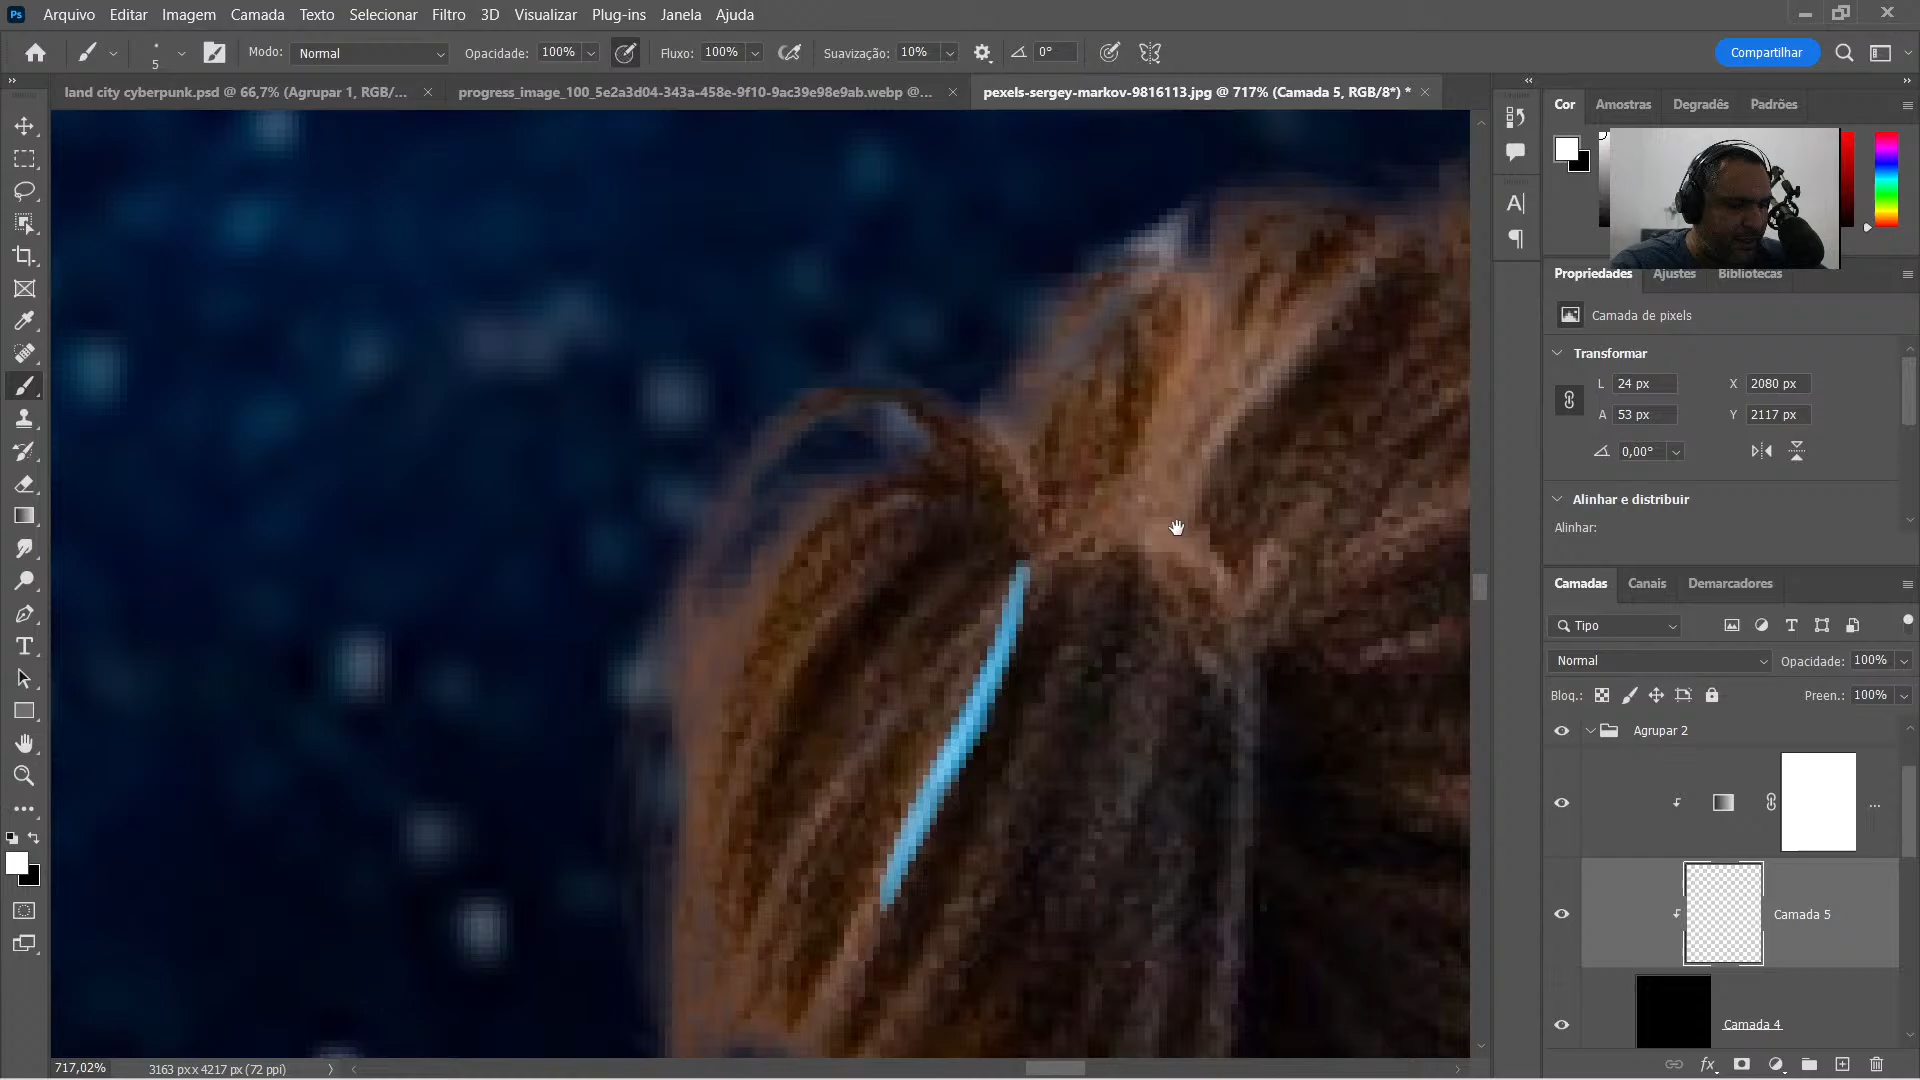 Ps Arquivo Editar Imagem Camada Texto Selecionar Filtro 3D Visualizar Plug-ins Janela Ajuda
5 Modo: Normal Opacidade: 100% Fluxo: 100% Suavização: 10% 0° Compartilhar
land city cyberpunk.psd @ 66,7% (Agrupar 1, RGB/... progress_image_100_5e2a3d04-343a-458e-9f10-9ac39e98e9ab.webp @... pexels-sergey-markov-9816113.jpg @ 717% (Camada 5, RGB/8*) *
Cor Amostras Degradês Padrões
Propriedades Ajustes Bibliotecas
Camada de pixels
Transformar
L 24 px X 2080 px
A 53 px Y 2117 px
0,00°
Alinhar e distribuir
Alinhar:
Camadas Canais Demarcadores
Tipo
Normal Opacidade: 100%
Bloq.: Preen.: 100%
Agrupar 2
...
Camada 5
Camada 4
717,02% 3163 px x 4217 px (72 ppi)